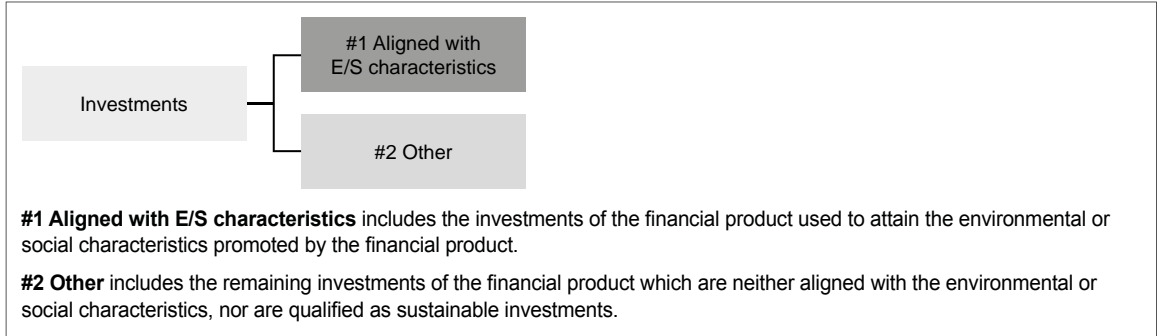 #1 Aligned with
E/S characteristics
Investments
#2 Other
#1 Aligned with E/S characteristics includes the investments of the financial product used to attain the environmental or
social characteristics promoted by the financial product.
#2 Other includes the remaining investments of the financial product which are neither aligned with the environmental or
social characteristics, nor are qualified as sustainable investments.